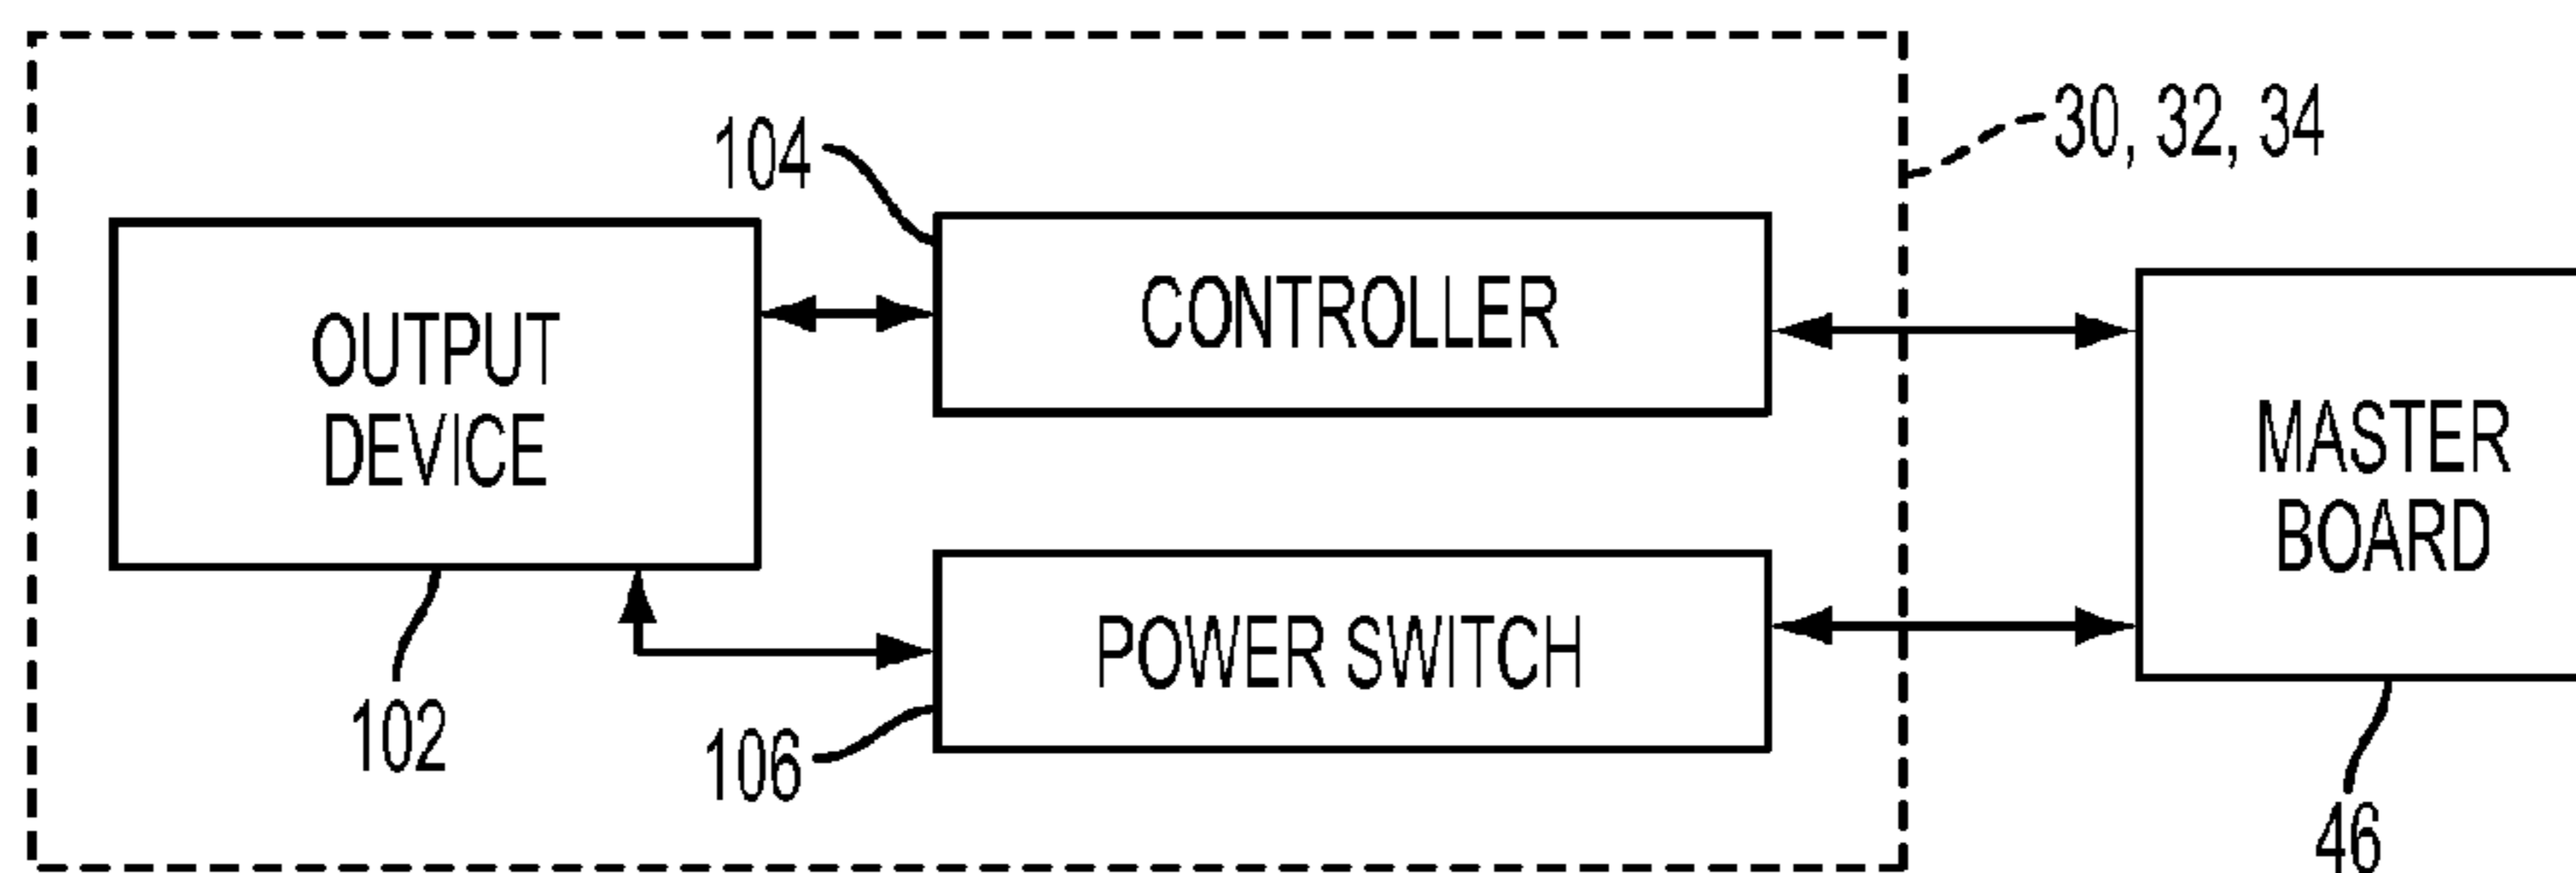 30, 32, 34
104
CONTROLLER
OUTPUT
DEVICE
MASTER
BOARD
POWER SWITCH
102
106
46